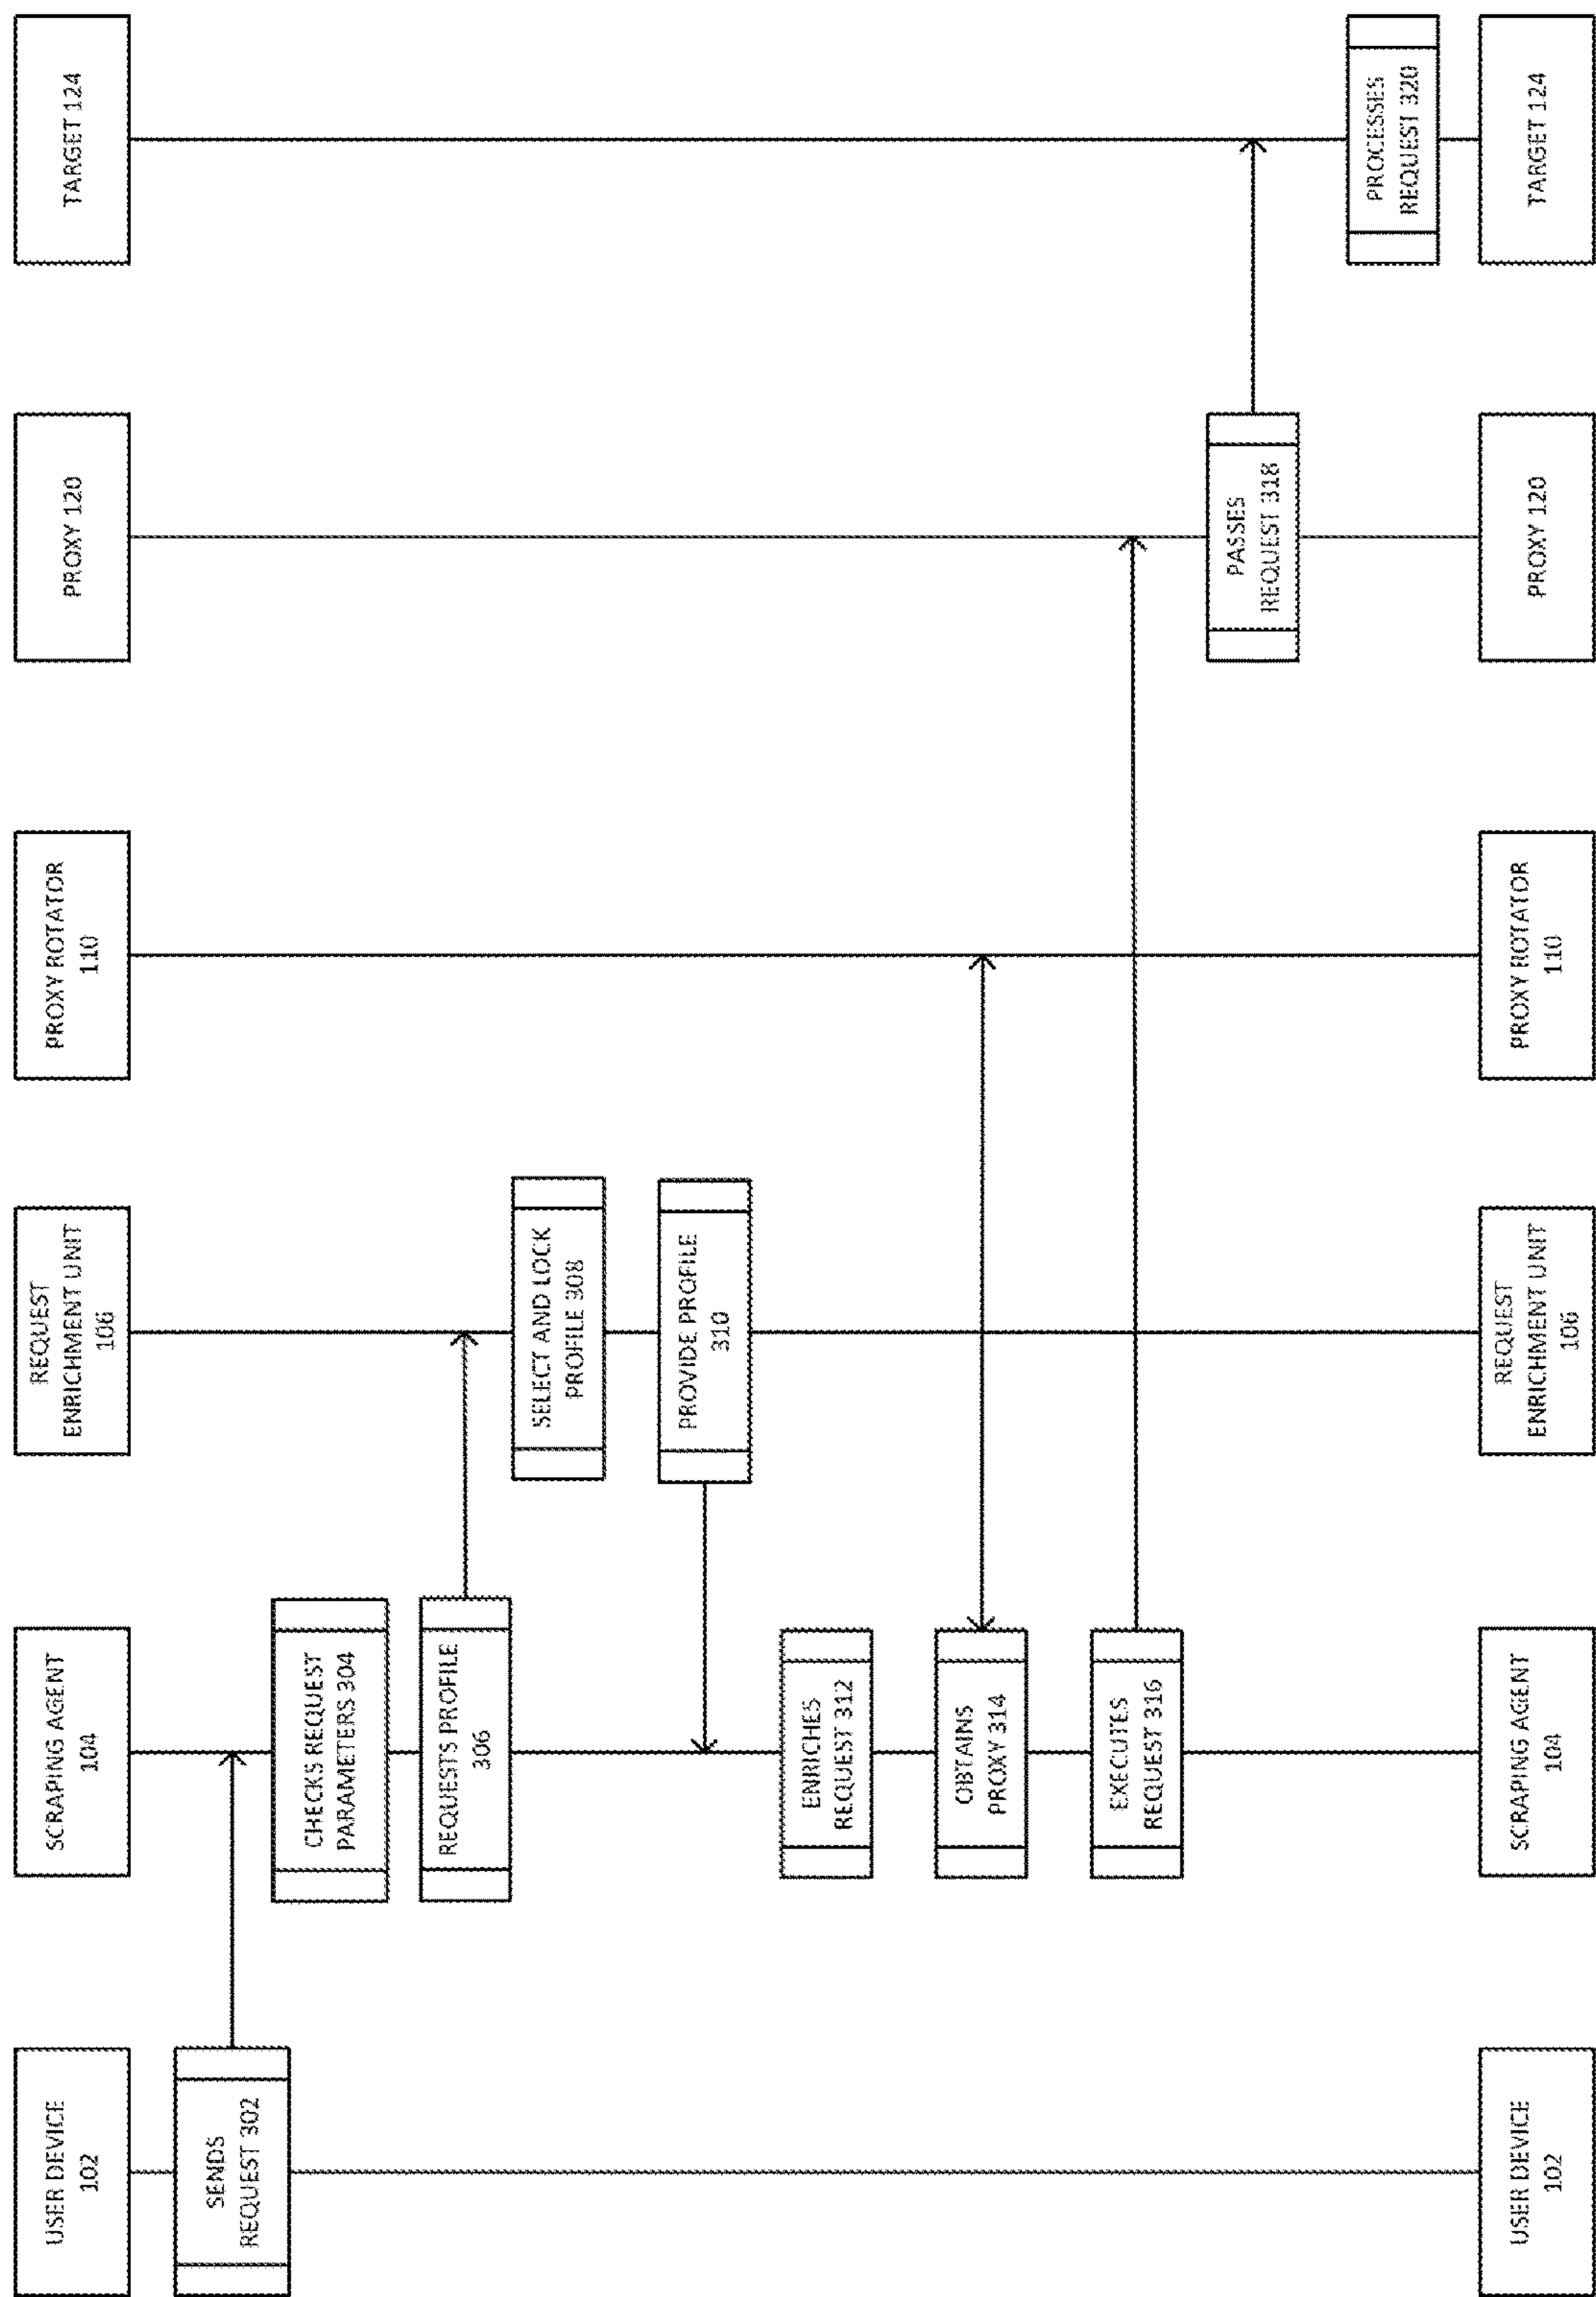 USER DEVICE
102
SCRAPING AGENT
104
REQUEST
ENRICHMENT UNIT
106
PROXY ROTATOR
110
PROXY 120
TARGET 124
SENDS
REQUEST 302
CHECKS REQUEST
PARAMETERS 304
REQUESTS PROFILE
306
SELECT AND LOCK
PROFILE 308
PROVIDE PROFILE
310
ENRICHES
REQUEST 312
OBTAINS
PROXY 314
EXECUTES
REQUEST 316
PASSES
REQUEST 318
PROCESSES
REQUEST 320
USER DEVICE
102
SCRAPING AGENT
104
REQUEST
ENRICHMENT UNIT
106
PROXY ROTATOR
110
PROXY 120
TARGET 124